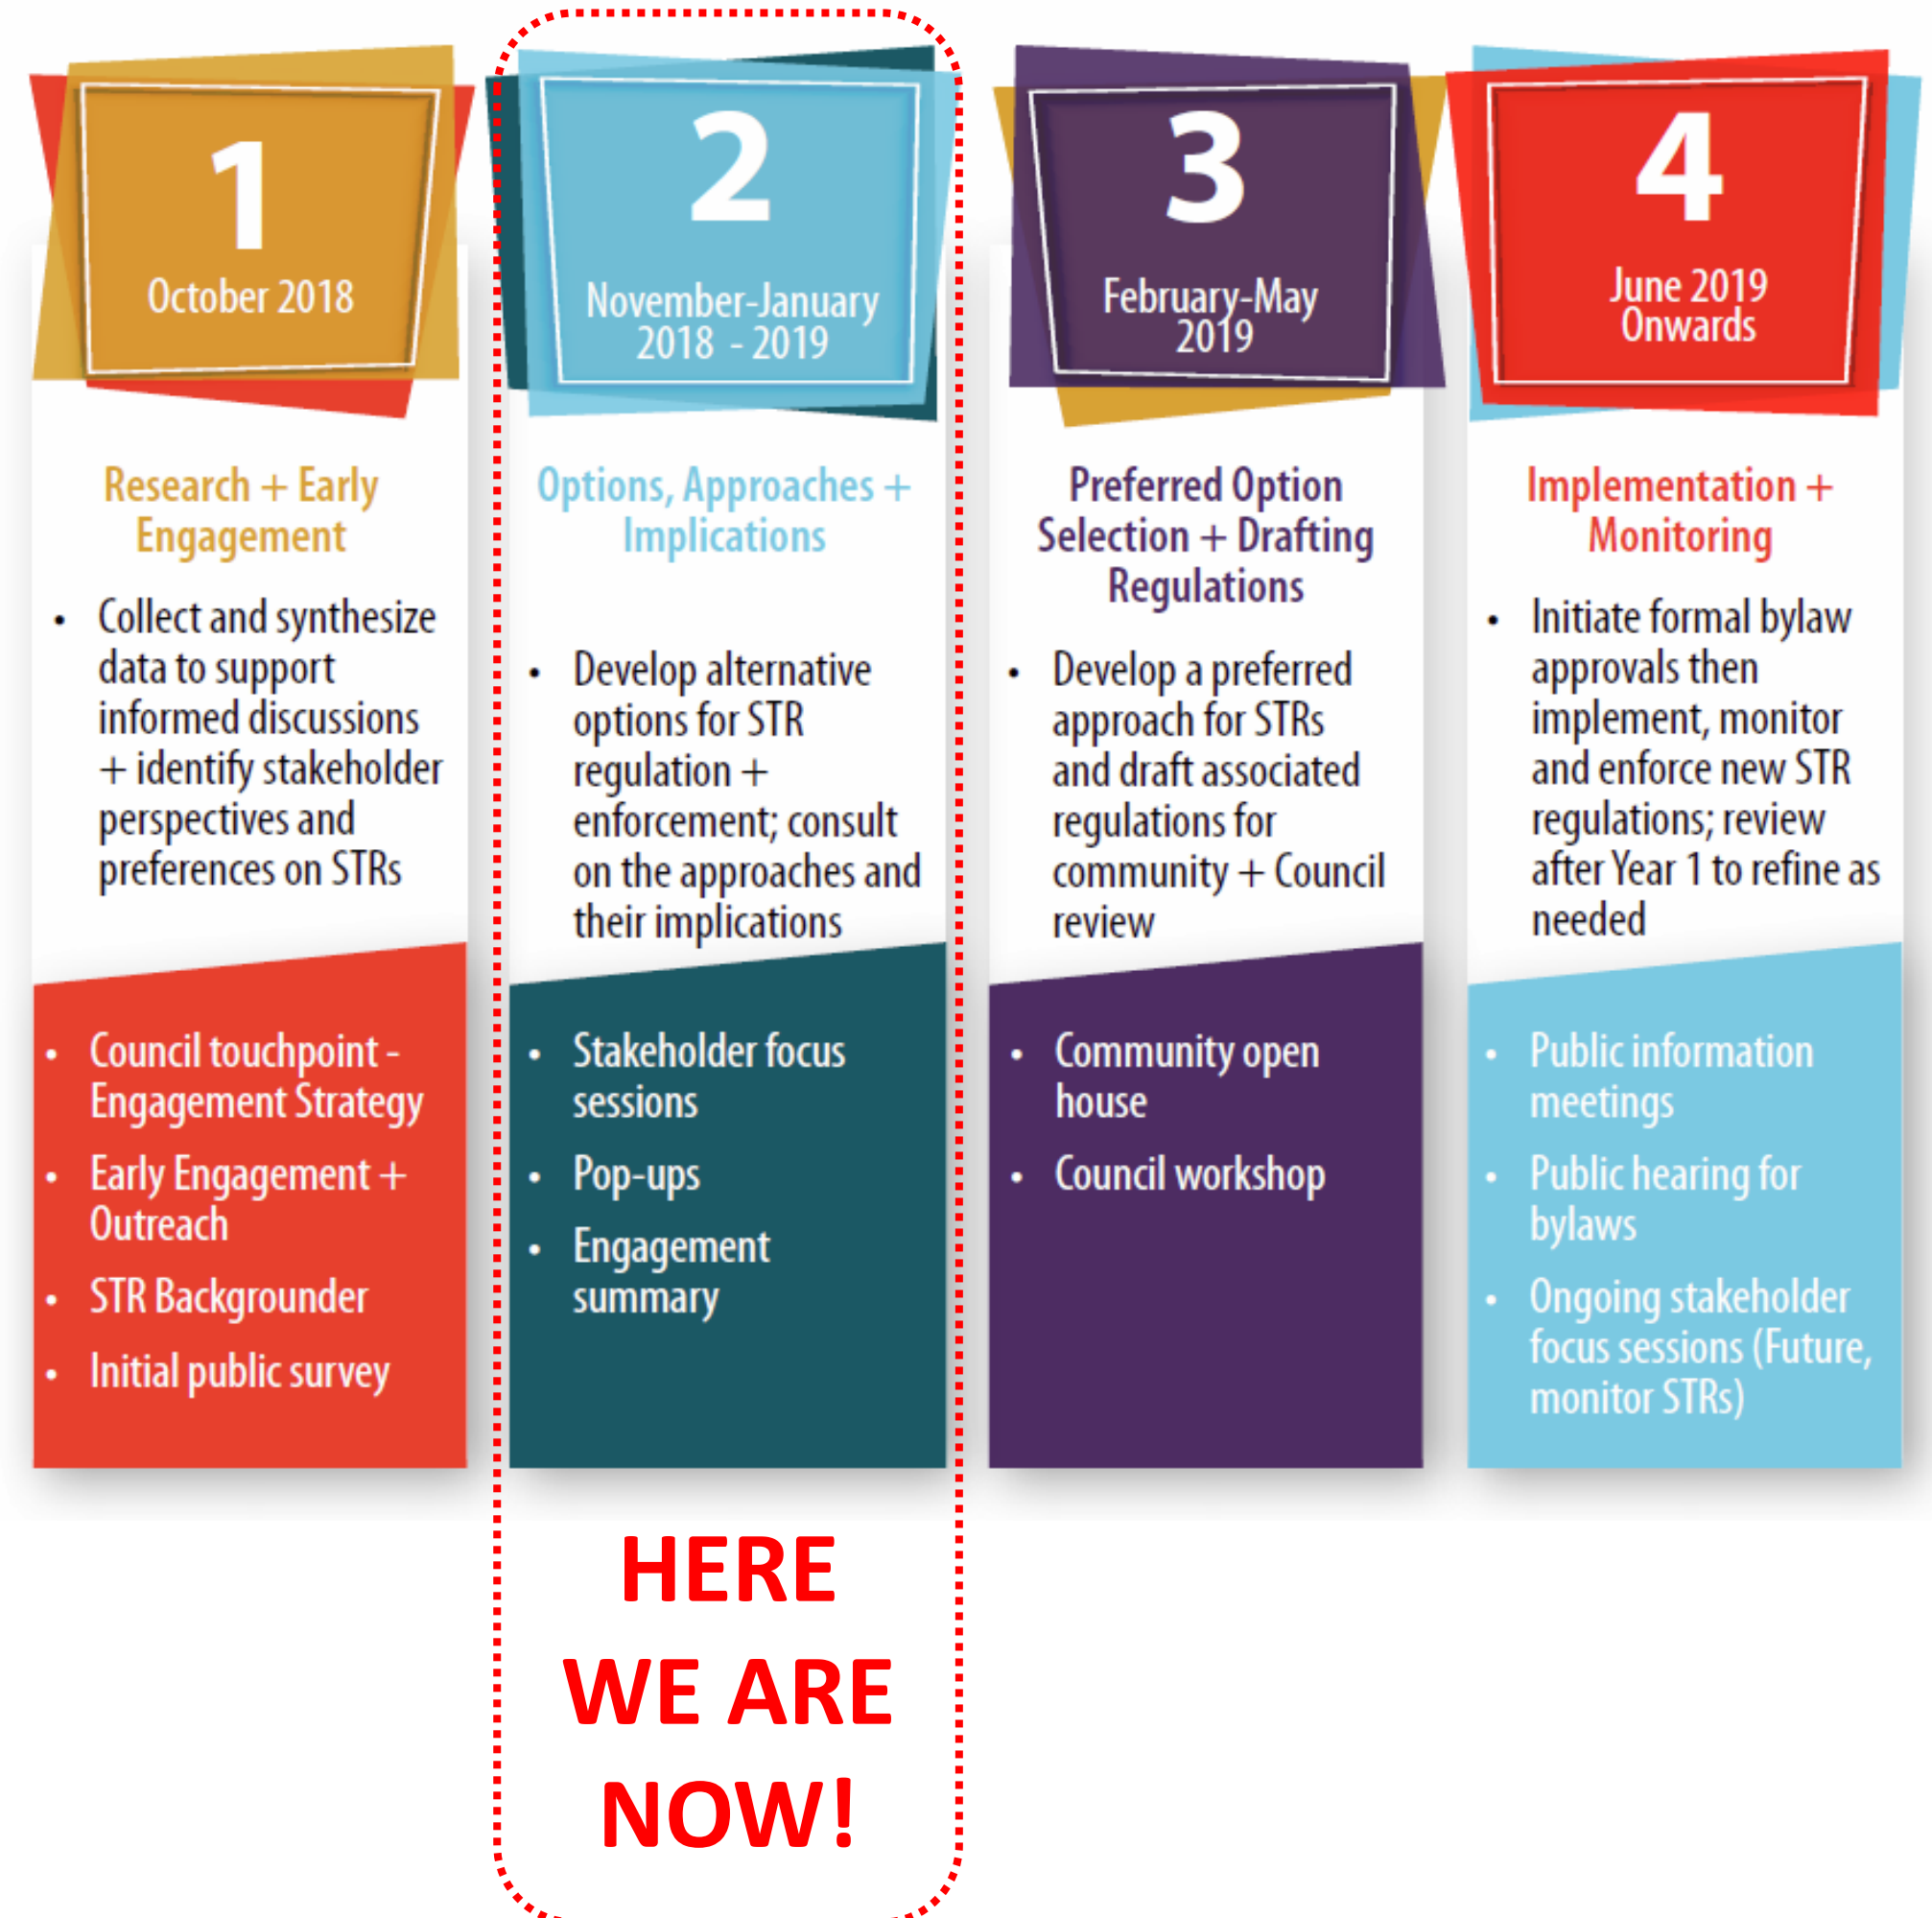 1
October 2018
Research + Early
Engagement
• Collect and synthesize
data to support
informed discussions
+ identify stakeholder
perspectives and
preferences on STRs
• Council touchpoint -
Engagement Strategy
• Early Engagement +
Outreach
• STR Backgrounder
• Initial public survey
2
November-January
2018 - 2019
Options, Approaches +
Implications
• Develop alternative
options for STR
regulation +
enforcement; consult
on the approaches and
their implications
• Stakeholder focus
sessions
• Pop-ups
• Engagement
summary
HERE
WE ARE
NOW!
3
February-May
2019
Preferred Option
Selection + Drafting
Regulations
• Develop a preferred
approach for STRs
and draft associated
regulations for
community + Council
review
• Community open
house
• Council workshop
4
June 2019
Onwards
Implementation +
Monitoring
• Initiate formal bylaw
approvals then
implement, monitor
and enforce new STR
regulations; review
after Year 1 to refine as
needed
• Public information
meetings
• Public hearing for
bylaws
• Ongoing stakeholder
focus sessions (Future,
monitor STRs)